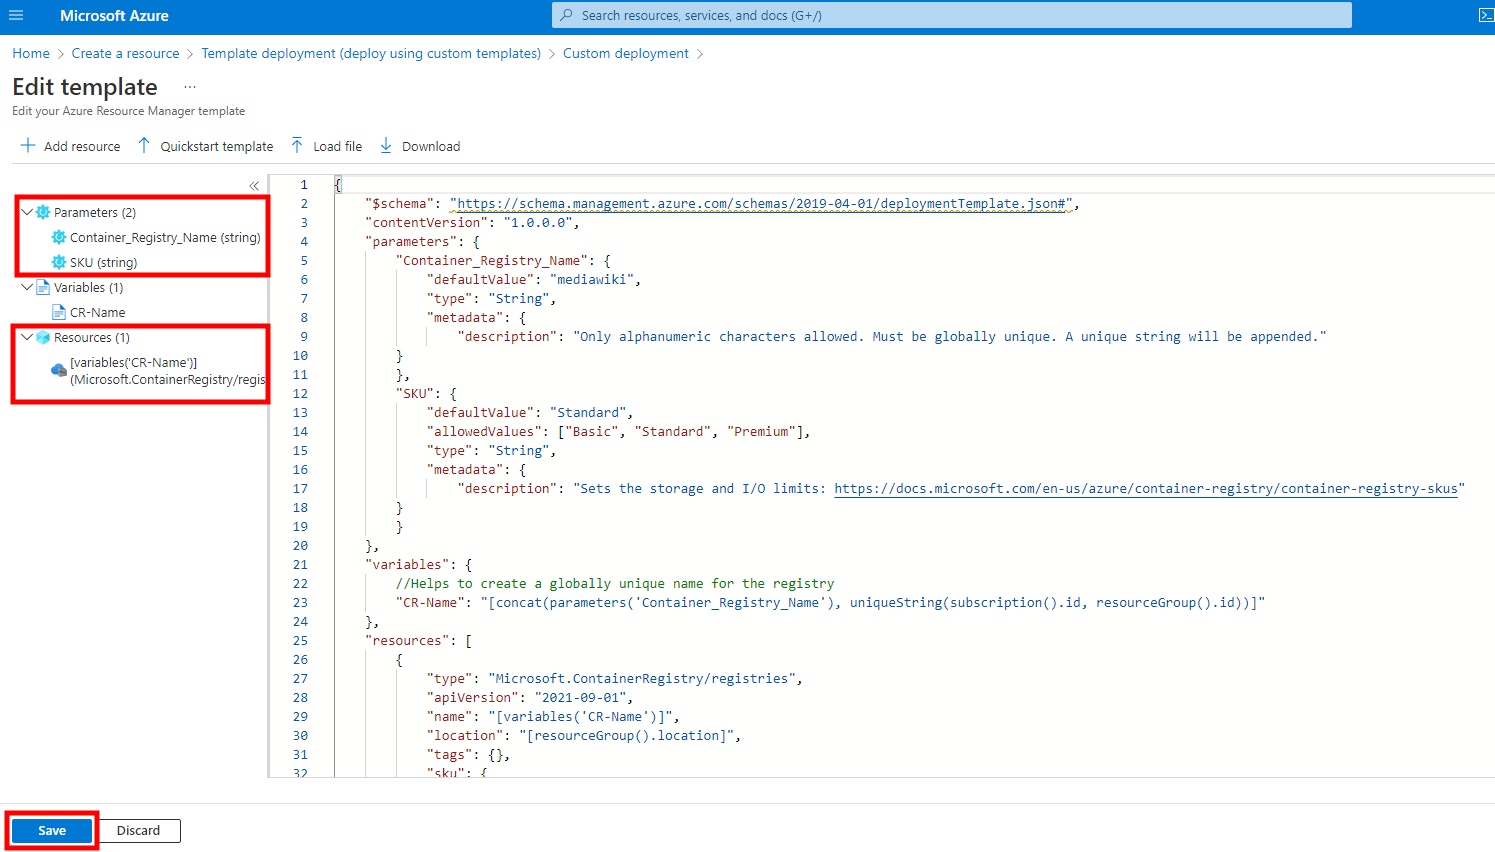 Microsoft Azure
Search resources, services, and docs (G+/)
Home > Create a resource > Template deployment (deploy using custom templates) > Custom deployment >
Edit template ...
Edit your Azure Resource Manager template
Add resource Quickstart template Load file Download
«
Parameters (2)
Container_Registry_Name (string)
SKU (string)
Variables (1)
CR-Name
Resources (1)
[variables('CR-Name')]
(Microsoft.ContainerRegistry/regis
1 {
2 "$schema": "https://schema.management.azure.com/schemas/2019-04-01/deploymentTemplate.json#",
3 "contentVersion": "1.0.0.0",
4 "parameters": {
5 "Container_Registry_Name": {
6 "defaultValue": "mediawiki",
7 "type": "String",
8 "metadata": {
9 "description": "Only alphanumeric characters allowed. Must be globally unique. A unique string will be appended."
10 }
11 },
12 "SKU": {
13 "defaultValue": "Standard",
14 "allowedValues": ["Basic", "Standard", "Premium"],
15 "type": "String",
16 "metadata": {
17 "description": "Sets the storage and I/O limits: https://docs.microsoft.com/en-us/azure/container-registry/container-registry-skus"
18 }
19 }
20 },
21 "variables": {
22 //Helps to create a globally unique name for the registry
23 "CR-Name": "[concat(parameters('Container_Registry_Name'), uniqueString(subscription().id, resourceGroup().id))]"
24 },
25 "resources": [
26 {
27 "type": "Microsoft.ContainerRegistry/registries",
28 "apiVersion": "2021-09-01",
29 "name": "[variables('CR-Name')]",
30 "location": "[resourceGroup().location]",
31 "tags": {},
32 "sku": {
Save Discard